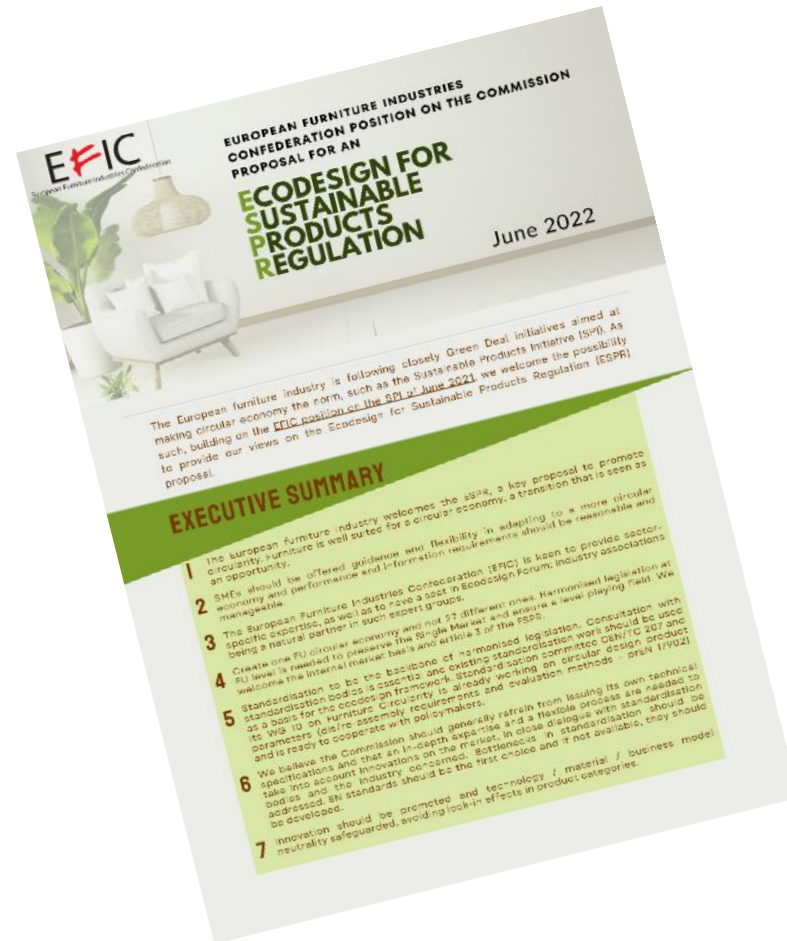 EFIC
European Furniture Industries Confederation
EUROPEAN FURNITURE INDUSTRIES
CONFEDERATION POSITION ON THE COMMISSION
PROPOSAL FOR AN
ECODESIGN FOR
SUSTAINABLE
PRODUCTS
REGULATION
June 2022
The European furniture industry is following closely Green Deal initiatives aimed at
making circular economy the norm, such as the Sustainable Products Initiative (SPI). As
such, building on the EFIC position on the SPI of June 2021, we welcome the possibility
to provide our views on the Ecodesign for Sustainable Products Regulation (ESPR)
proposal.
EXECUTIVE SUMMARY
1 The European furniture industry welcomes the ESPR, a key proposal to promote
circularity. Furniture is well suited for a circular economy, a transition that is seen as
an opportunity.
2 SMEs should be offered guidance and flexibility in adapting to a more circular
economy and performance and information requirements should be reasonable and
manageable.
3 The European Furniture Industries Confederation (EFIC) is keen to provide sector-
specific expertise, as well as to have a seat in Ecodesign Forum; industry associations
being a natural partner in such expert groups.
4 Create one EU circular economy and not 27 different ones. Harmonised legislation at
EU level is needed to preserve the Single Market and ensure a level playing field. We
welcome the internal market basis and article 3 of the ESPR.
5 Standardisation to be the backbone of harmonised legislation. Consultation with
standardisation bodies is essential and existing standardisation work should be used
as a basis for the ecodesign framework. Standardisation committee CEN/TC 207 and
its WG 10 on Furniture Circularity is already working on circular design product
parameters (dis/re-assembly requirements and evaluation methods - prEN 17902)
and is ready to cooperate with policymakers.
6 We believe the Commission should generally refrain from issuing its own technical
specifications and that an in-depth expertise and a flexible process are needed to
take into account innovations on the market, in close dialogue with standardisation
bodies and the industry concerned. Bottlenecks in standardisation should be
addressed. EN standards should be the first choice and if not available, they should
be developed.
7 Innovation should be promoted and technology / material / business model
neutrality safeguarded, avoiding lock-in effects in product categories.